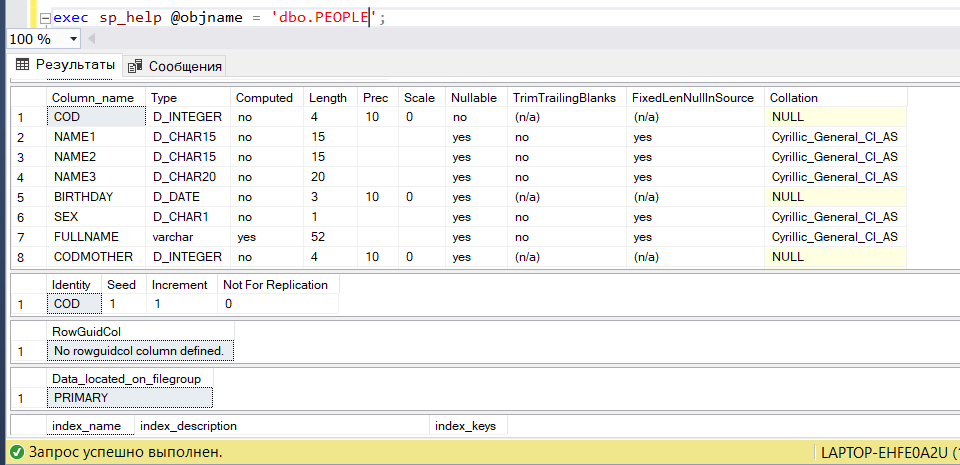 exec sp_help @objname = 'dbo.PEOPLE';
100 %
Результаты Сообщения
Column_name Type Computed Length Prec Scale Nullable TrimTrailingBlanks FixedLenNullInSource Collation
1 COD D_INTEGER no 4 10 0 no (n/a) (n/a) NULL
2 NAME1 D_CHAR15 no 15 yes no yes Cyrillic_General_CI_AS
3 NAME2 D_CHAR15 no 15 yes no yes Cyrillic_General_CI_AS
4 NAME3 D_CHAR20 no 20 yes no yes Cyrillic_General_CI_AS
5 BIRTHDAY D_DATE no 3 10 0 yes (n/a) (n/a) NULL
6 SEX D_CHAR1 no 1 yes no yes Cyrillic_General_CI_AS
7 FULLNAME varchar yes 52 yes no yes Cyrillic_General_CI_AS
8 CODMOTHER D_INTEGER no 4 10 0 yes (n/a) (n/a) NULL
Identity Seed Increment Not For Replication
1 COD 1 1 0
RowGuidCol
1 No rowguidcol column defined.
Data_located_on_filegroup
1 PRIMARY
index_name index_description index_keys
Запрос успешно выполнен. LAPTOP-EHFE0A2U (